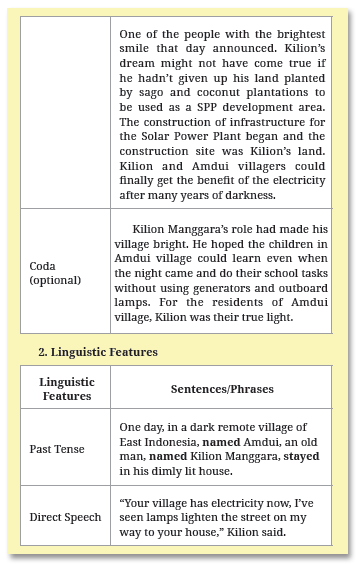 One of the people with the brightest
smile that day announced. Kilion's
dream might not have come true if
he hadn't given up his land planted
by sago and coconut plantations to
be used as a SPP development area.
The construction of infrastructure for
the Solar Power Plant began and the
construction site was Kilion's land.
Kilion and Amdui villagers could
finally get the benefit of the electricity
after many years of darkness.
Coda
(optional)
Kilion Manggara's role had made his
village bright. He hoped the children in
Amdui village could learn even when
the night came and do their school tasks
without using generators and outboard
lamps. For the residents of Amdui
village, Kilion was their true light.
2. Linguistic Features
Linguistic
Features
Sentences/Phrases
Past Tense
One day, in a dark remote village of
East Indonesia, named Amdui, an old
man, named Kilion Manggara, stayed
in his dimly lit house.
Direct Speech
“Your village has electricity now, I've
seen lamps lighten the street on my
way to your house,” Kilion said.